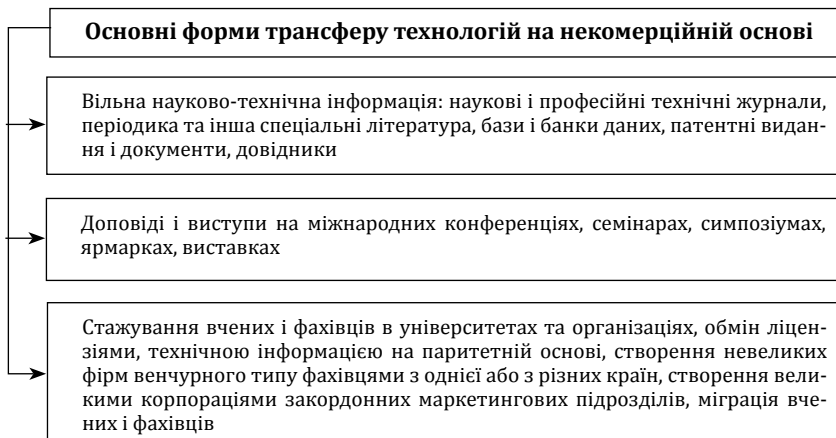 Основні форми трансферу технологій на некомерційній основі
Вільна науково-технічна інформація: наукові і професійні технічні журнали,
періодика та інша спеціальні література, бази і банки даних, патентні видан-
ня і документи, довідники
Доповіді і виступи на міжнародних конференціях, семінарах, симпозіумах,
ярмарках, виставках
Стажування вчених і фахівців в університетах та організаціях, обмін ліцен-
зіями, технічною інформацією на паритетній основі, створення невеликих
фірм венчурного типу фахівцями з однієї або з різних країн, створення вели-
кими корпораціями закордонних маркетингових підрозділів, міграція вче-
них і фахівців